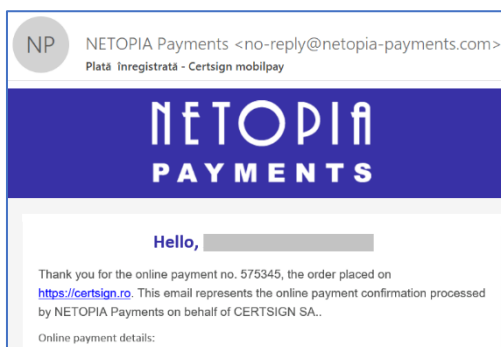 NP
NETOPIA Payments <no-reply@netopia-payments.com>
Plată înregistrată - Certsign mobilpay
NETOPIA
PAYMENTS
Hello,
Thank you for the online payment no. 575345, the order placed on
https://certsign.ro. This email represents the online payment confirmation processed
by NETOPIA Payments on behalf of CERTSIGN SA..
Online payment details: